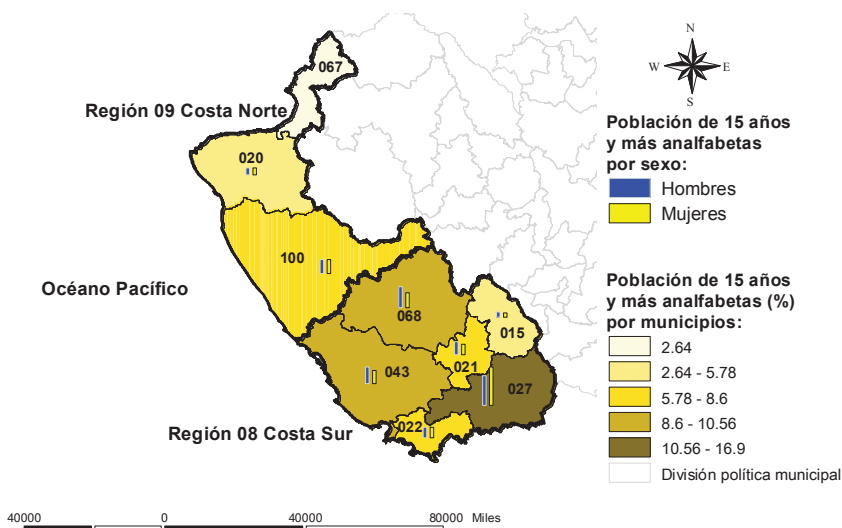 N
W E
S
067
Región 09 Costa Norte
020
100
Océano Pacífico
068
015
021
043
027
Región 08 Costa Sur
022
Población de 15 años
y más analfabetas
por sexo:
Hombres
Mujeres
Población de 15 años
y más analfabetas (%)
por municipios:
2.64
2.64 - 5.78
5.78 - 8.6
8.6 - 10.56
10.56 - 16.9
División política municipal
40000 0 40000 80000 Miles